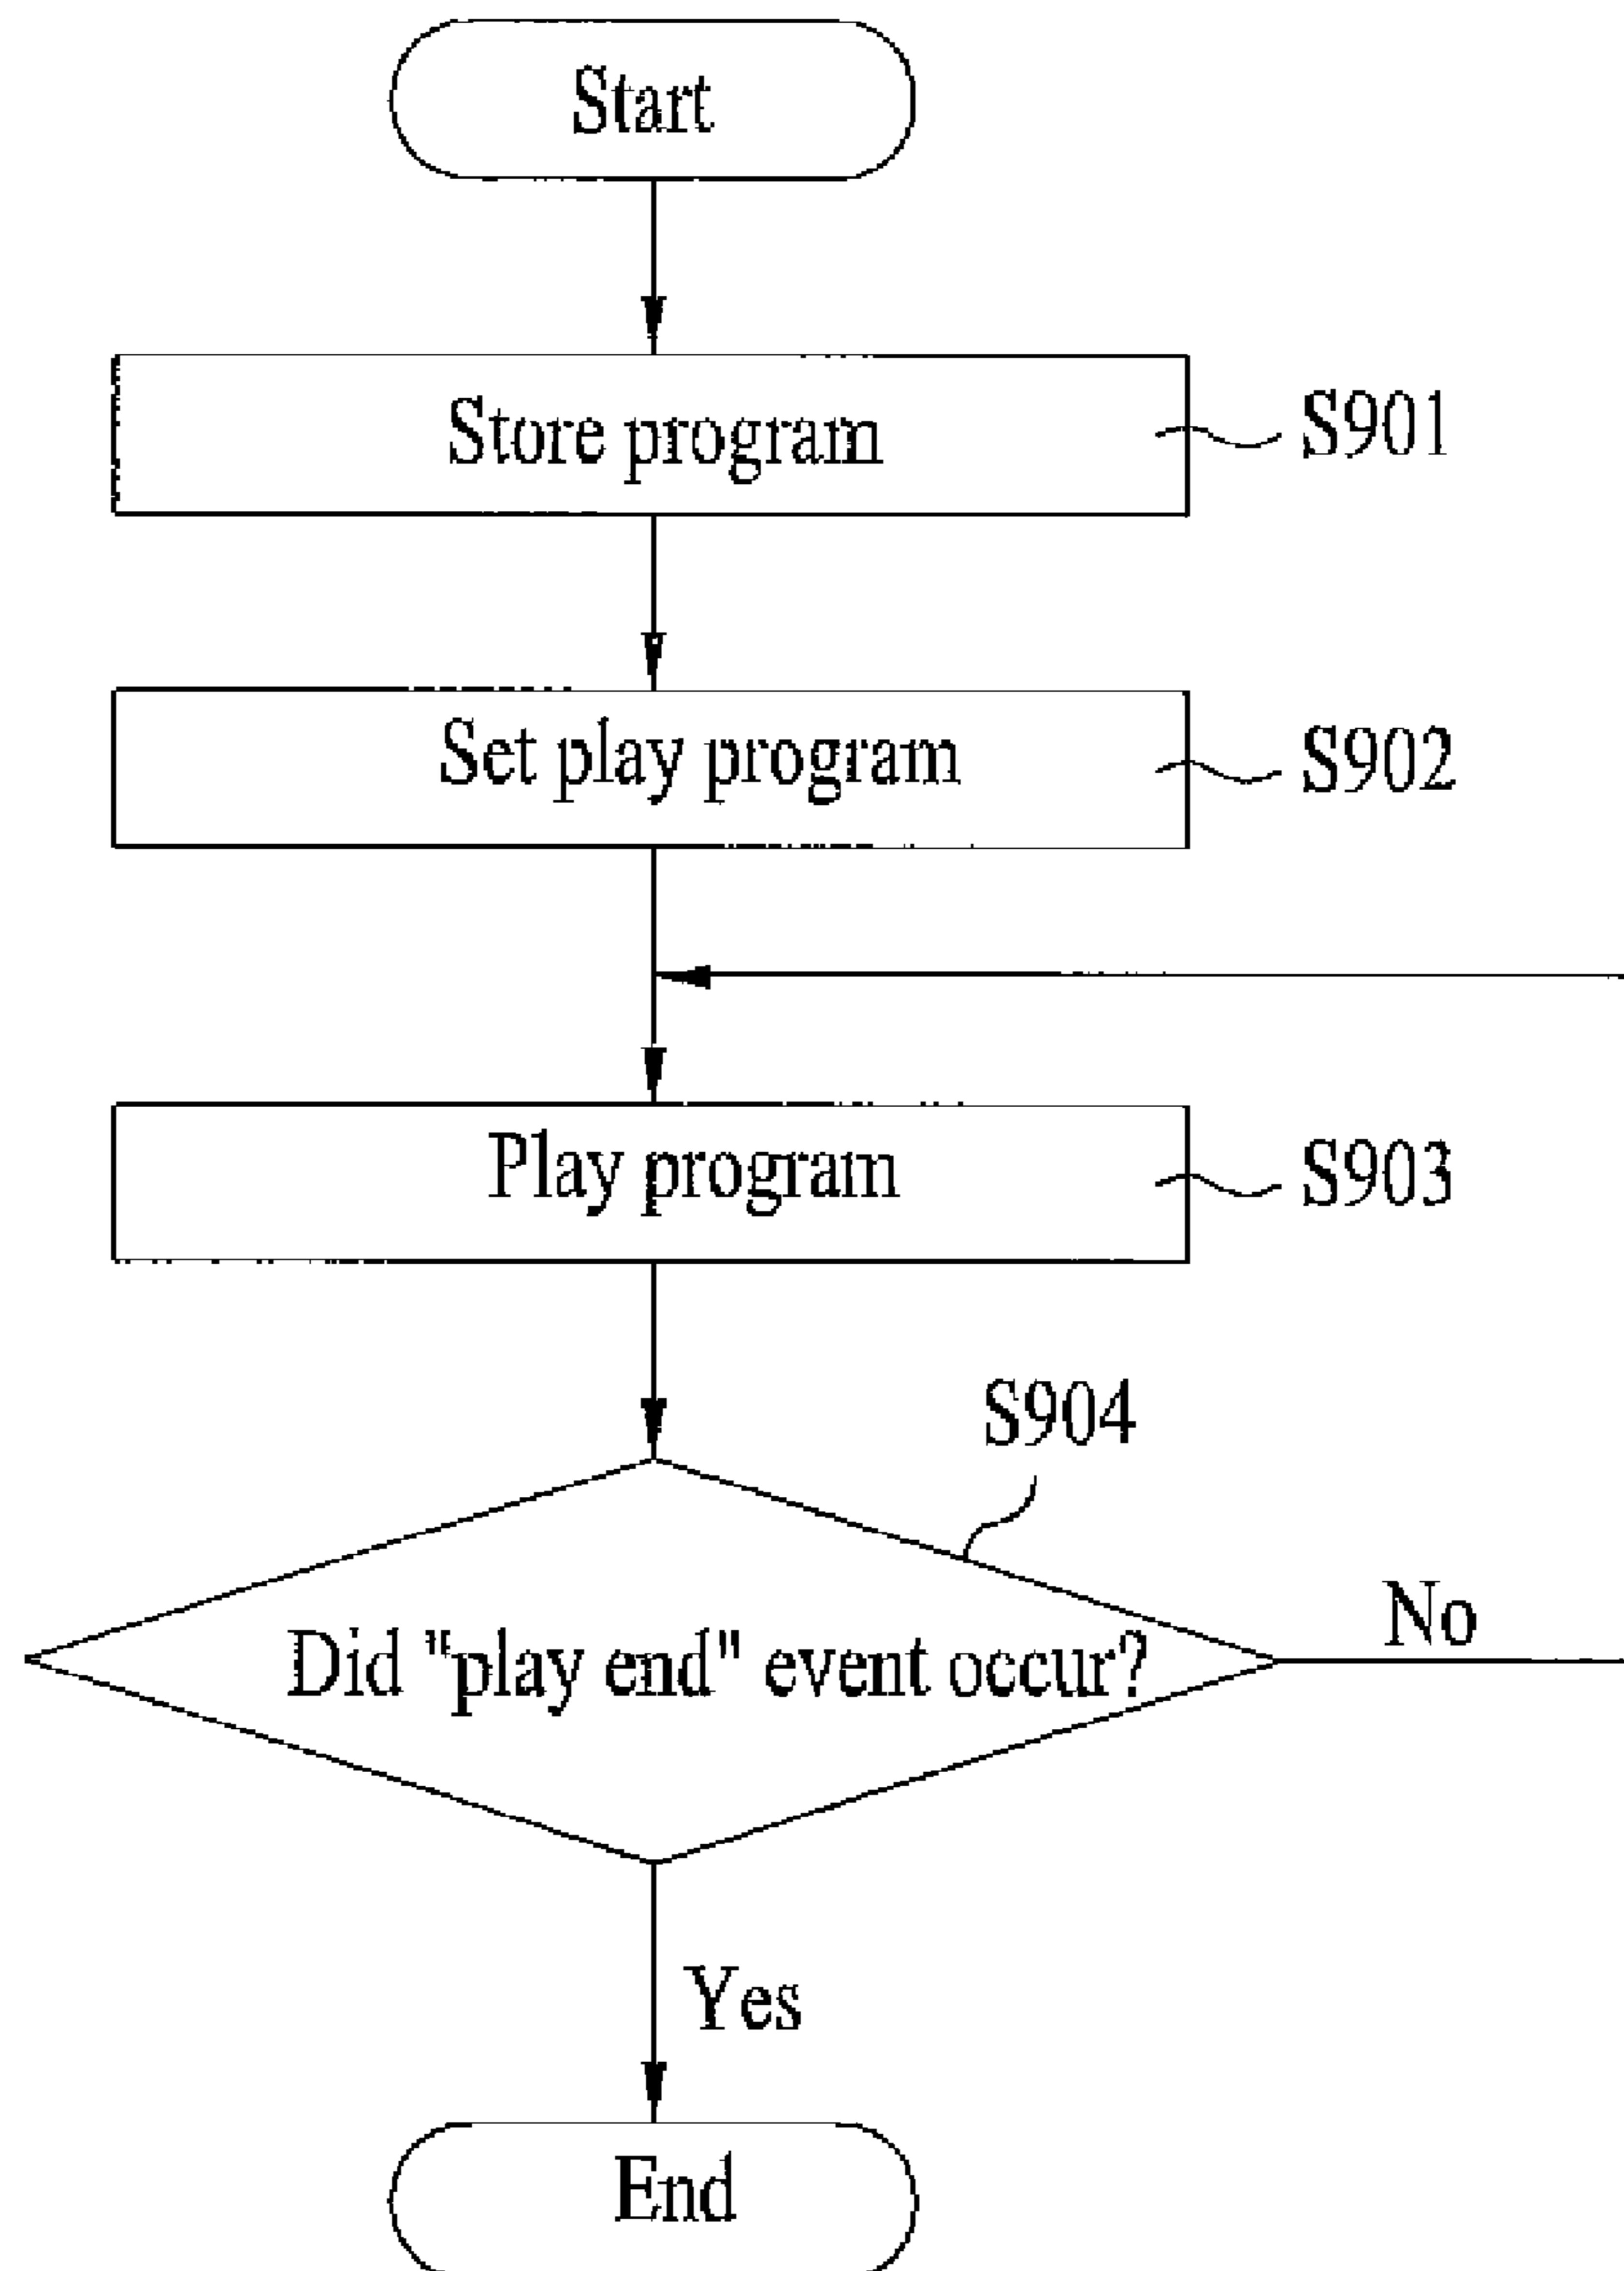 Start
Store program
S901
Set play program
S902
Play program
S903
S904
Did "play end" event occur?
No
Yes
End